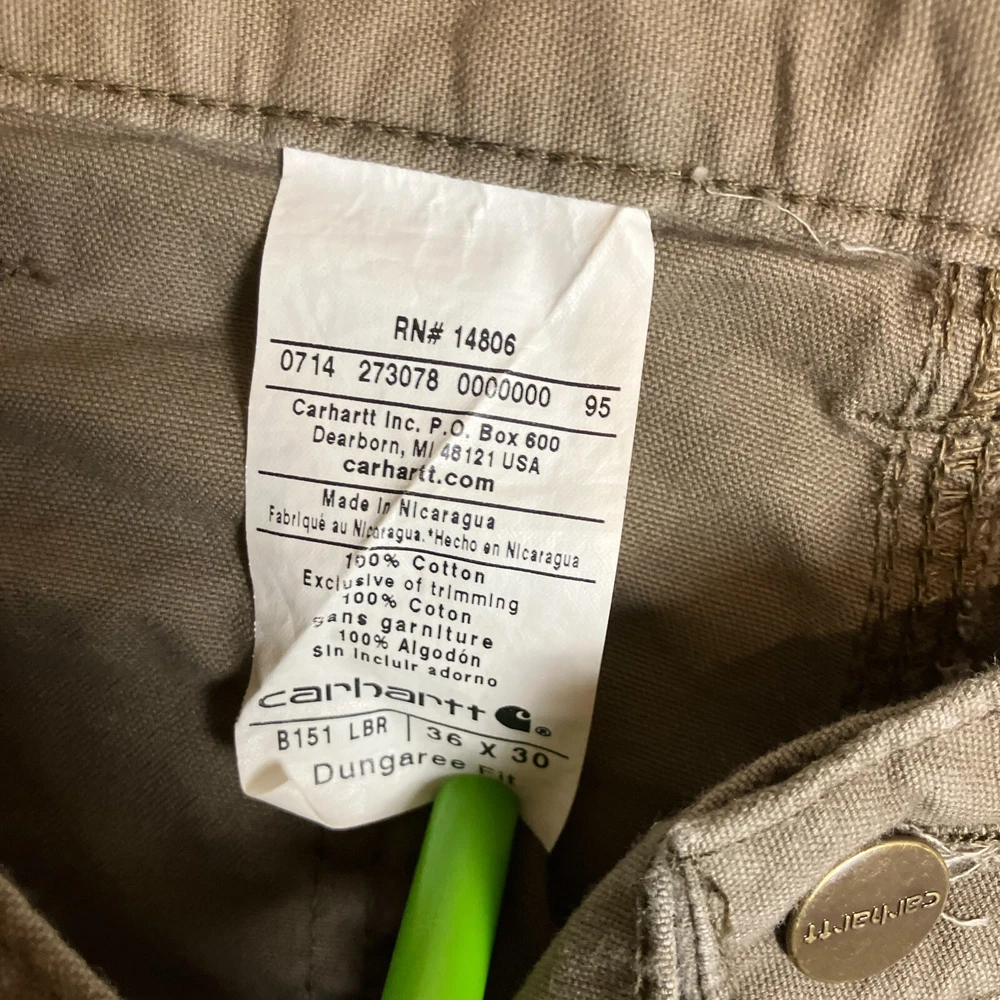 RN# 14806
0714 273078 0000000 95
Carhartt Inc. P.O. Box 600
Dearborn, MI 48121 USA
carhartt.com
Made in Nicaragua
Fabriqué au Nicaragua.*Hecho en Nicaragua
100% Cotton
Exclusive of trimming
100% Coton
sans garniture
100% Algodón
Sin incluir adorno
carhartt ®
B151 LBR | 36 X 30
Dungaree Fit
carhartt